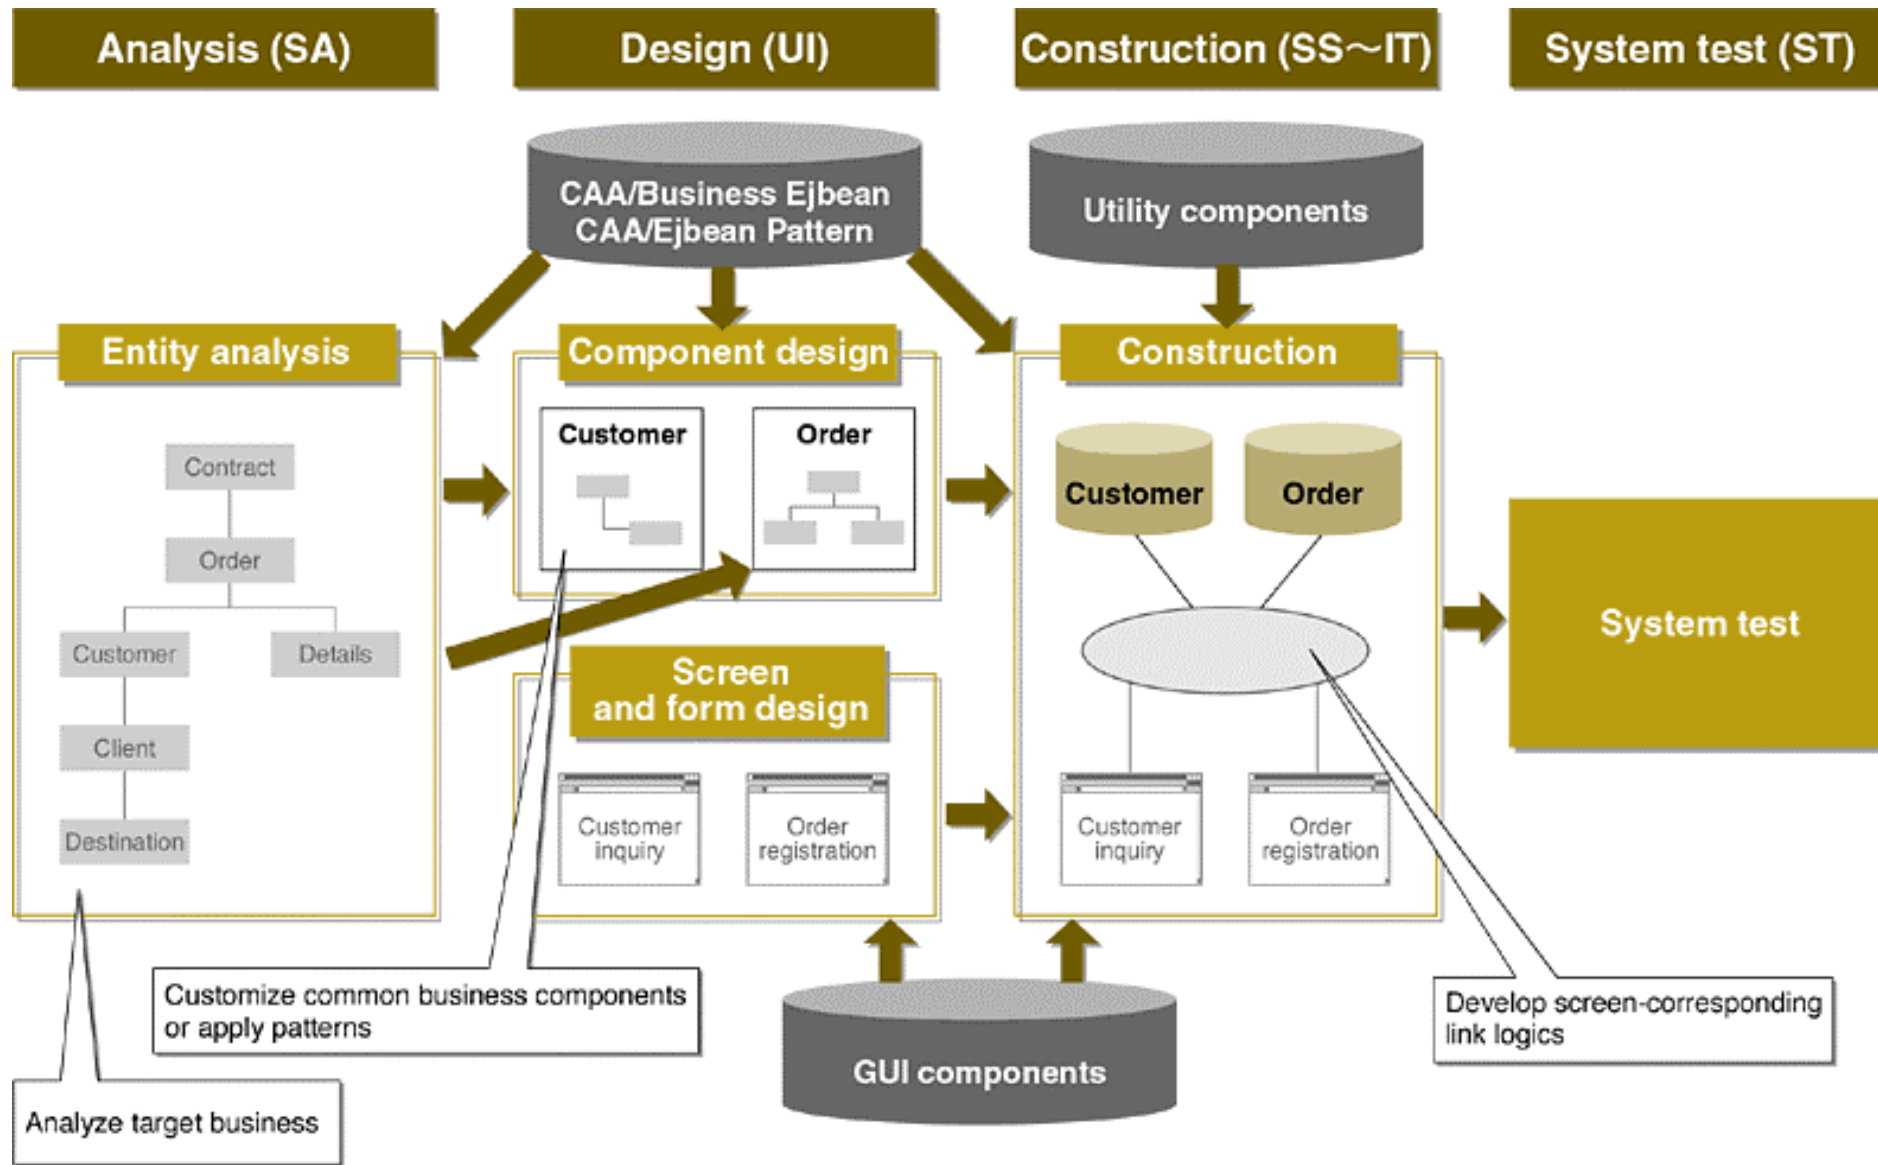 Analysis (SA)
Design (UI)
Construction (SS～IT)
System test (ST)
CAA/Business Ejbean
CAA/Ejbean Pattern
Utility components
Entity analysis
Contract
Order
Customer
Details
Client
Destination
Analyze target business
Component design
Customer
Order
Customize common business components
or apply patterns
Screen
and form design
Customer
inquiry
Order
registration
GUI components
Construction
Customer
Order
Customer
inquiry
Order
registration
Develop screen-corresponding
link logics
System test